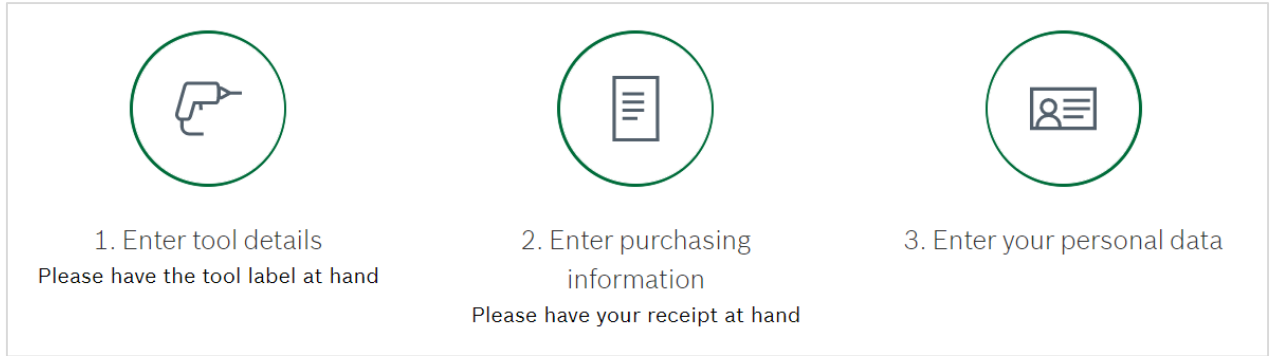 1. Enter tool details
Please have the tool label at hand
2. Enter purchasing
information
Please have your receipt at hand
3. Enter your personal data